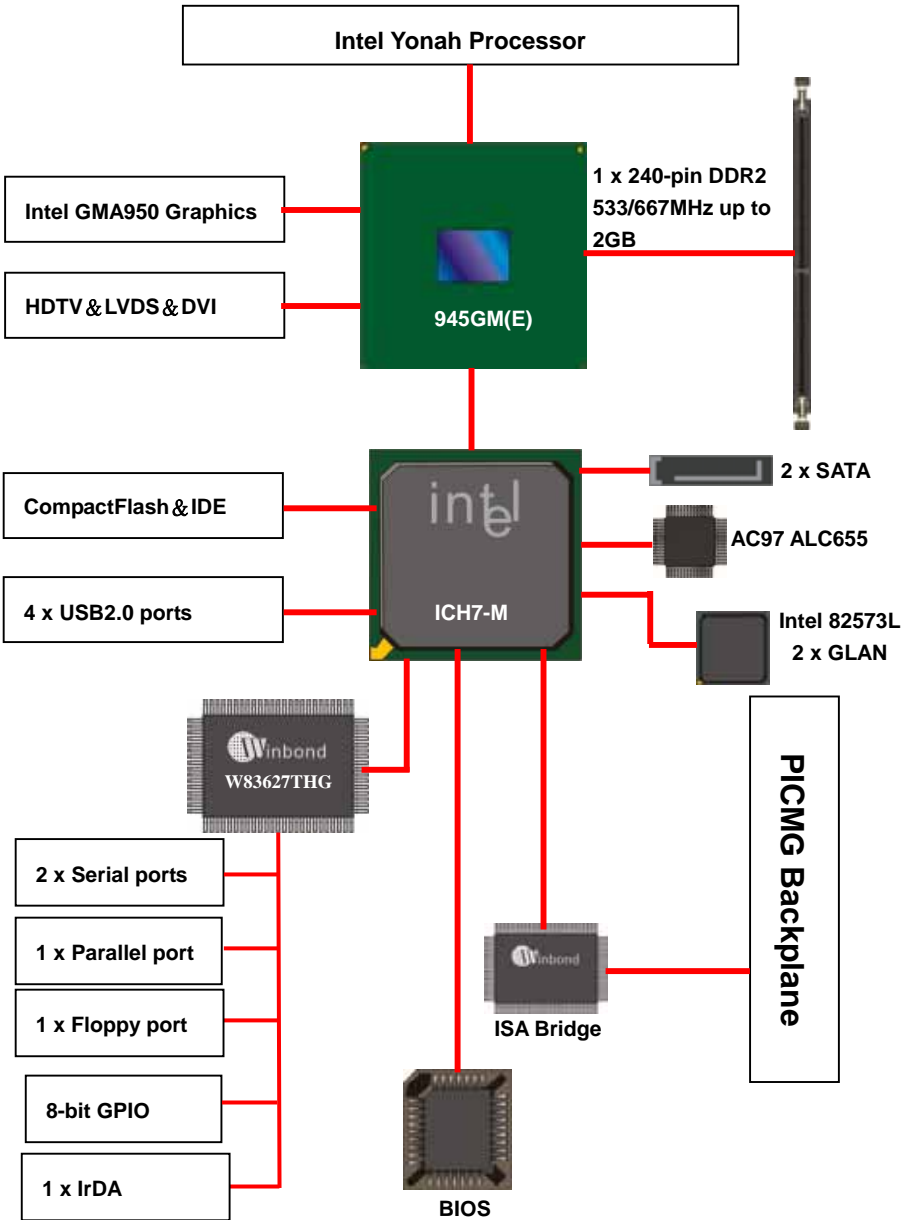 Intel Yonah Processor
1 x 240-pin DDR2
533/667MHz up to
2GB
Intel GMA950 Graphics
HDTV&LVDS&DVI
945GM(E)
2 x SATA
CompactFlash&IDE
intel
AC97 ALC655
4 x USB2.0 ports
ICH7-M
Intel 82573L
2 x GLAN
Winbond
W83627THG
PICMG Backplane
2 x Serial ports
1 x Parallel port
Winbond
1 x Floppy port
ISA Bridge
8-bit GPIO
1 x IrDA
BIOS